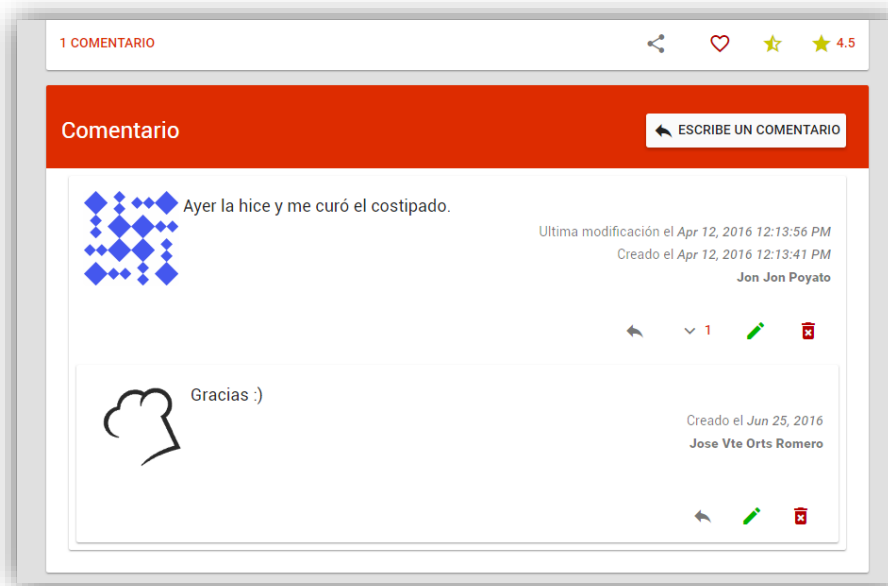 1 COMENTARIO
4.5
Comentario
ESCRIBE UN COMENTARIO
Ayer la hice y me curó el costipado.
Ultima modificación el Apr 12, 2016 12:13:56 PM
Creado el Apr 12, 2016 12:13:41 PM
Jon Jon Poyato
1
Gracias :)
Creado el Jun 25, 2016
Jose Vte Orts Romero